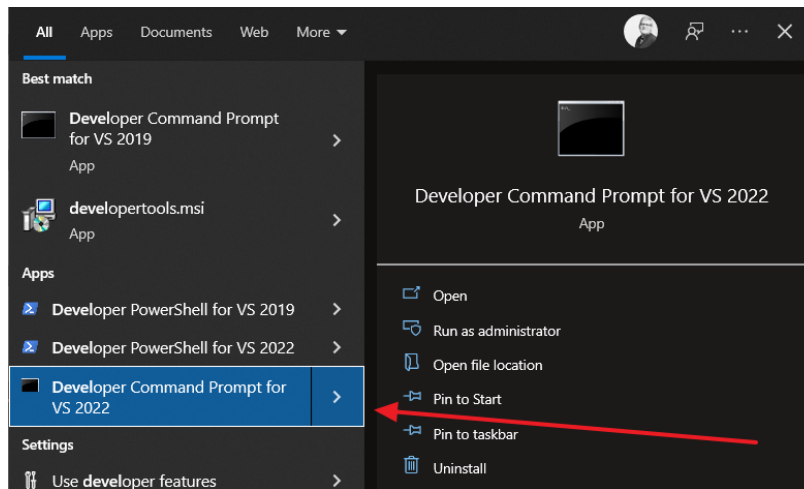 All Apps Documents Web More
Best match
Developer Command Prompt
for VS 2019
App
developertools.msi
App
Apps
Developer PowerShell for VS 2019
Developer PowerShell for VS 2022
Developer Command Prompt for
VS 2022
Settings
Use developer features
Developer Command Prompt for VS 2022
App
Open
Run as administrator
Open file location
Pin to Start
Pin to taskbar
Uninstall